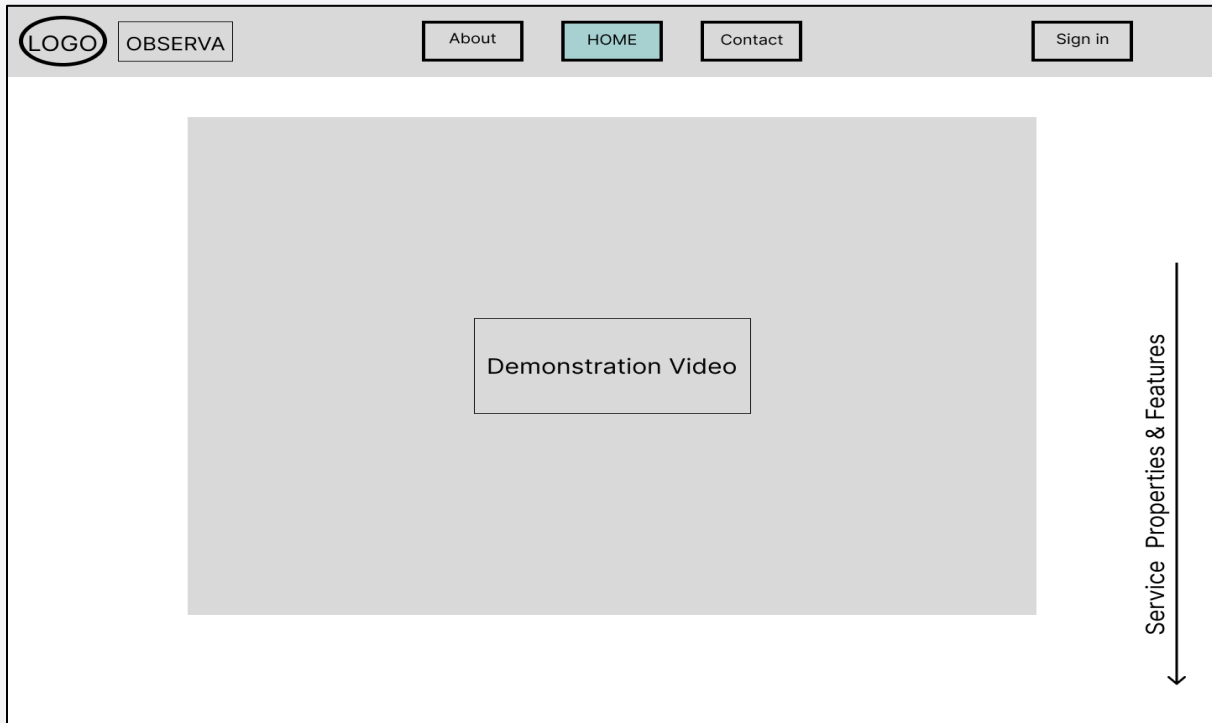 LOGO
OBSERVA
About
HOME
Contact
Sign in
Demonstration Video
Service Properties & Features